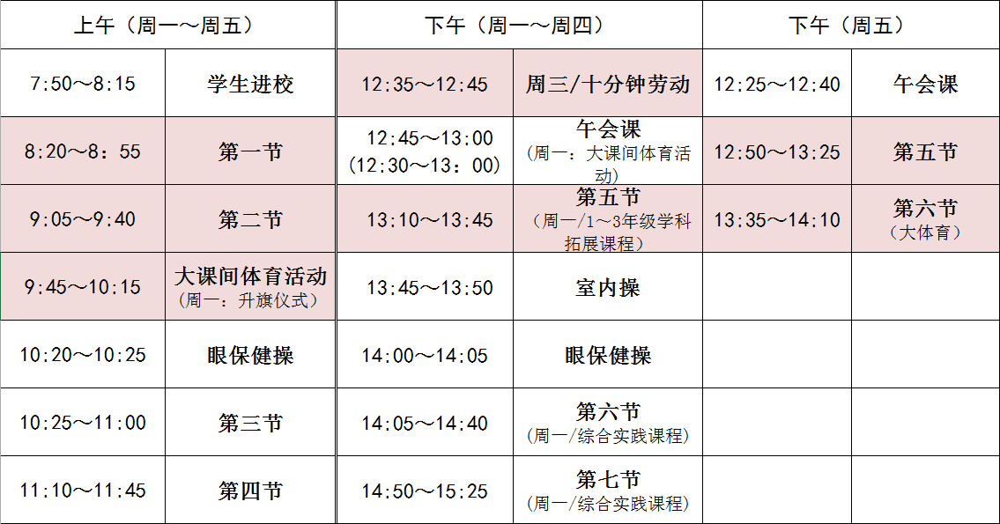 上午（周一～周五）	下午（周一～周四）	下午（周五）
7:50～8:15	学生进校	12:35～12:45	周三/十分钟劳动	12:25～12:40	午会课
8:20～8：55	第一节	12:45～13:00	午会课	12:50～13:25	第五节
(12:30～13：00)	(周一：大课间体育活
动)
9:05～9:40	第二节	13:10～13:45	第五节	13:35～14:10	第六节
（周一/1～3年级学科	（大体育）
拓展课程）
9:45～10:15	大课间体育活动	13:45～13:50	室内操
(周一：升旗仪式）
10:20～10:25	眼保健操	14:00～14:05	眼保健操
10:25～11:00	第三节	14:05～14:40	第六节
(周一/综合实践课程)
11:10～11:45	第四节	14:50～15:25	第七节
(周一/综合实践课程)